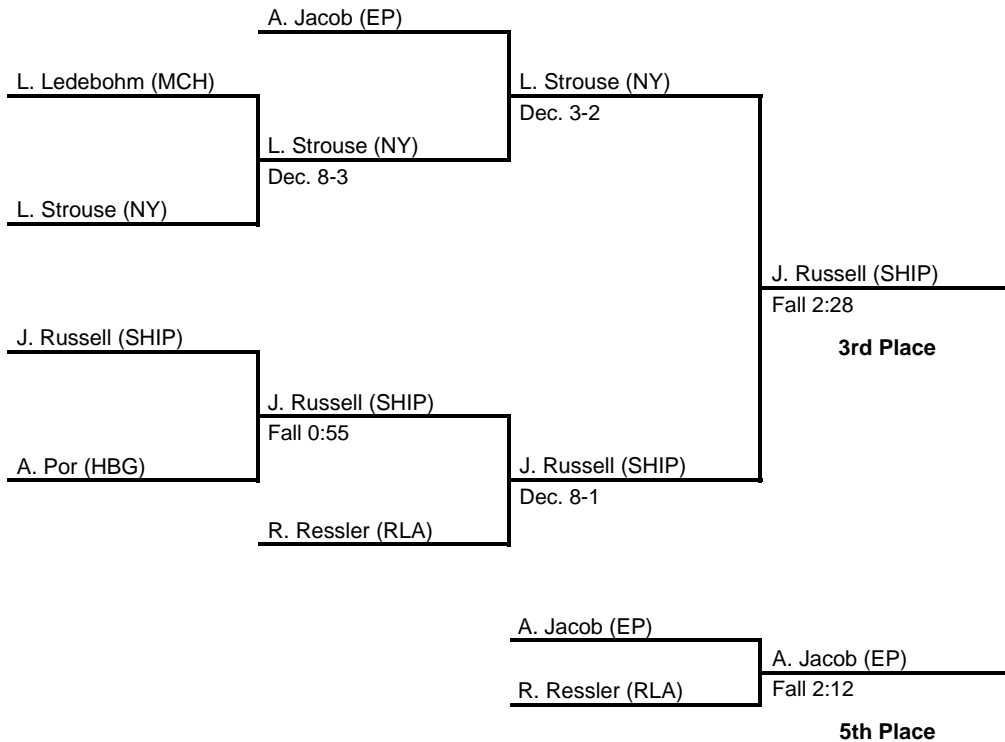 A. Jacob (EP)
L. Ledebohm (MCH)
L. Strouse (NY)
Dec. 3-2
L. Strouse (NY)
Dec. 8-3
L. Strouse (NY)
J. Russell (SHIP)
Fall 2:28
3rd Place
J. Russell (SHIP)
J. Russell (SHIP)
Fall 0:55
A. Por (HBG)
J. Russell (SHIP)
Dec. 8-1
R. Ressler (RLA)
A. Jacob (EP)
A. Jacob (EP)
Fall 2:12
R. Ressler (RLA)
5th Place